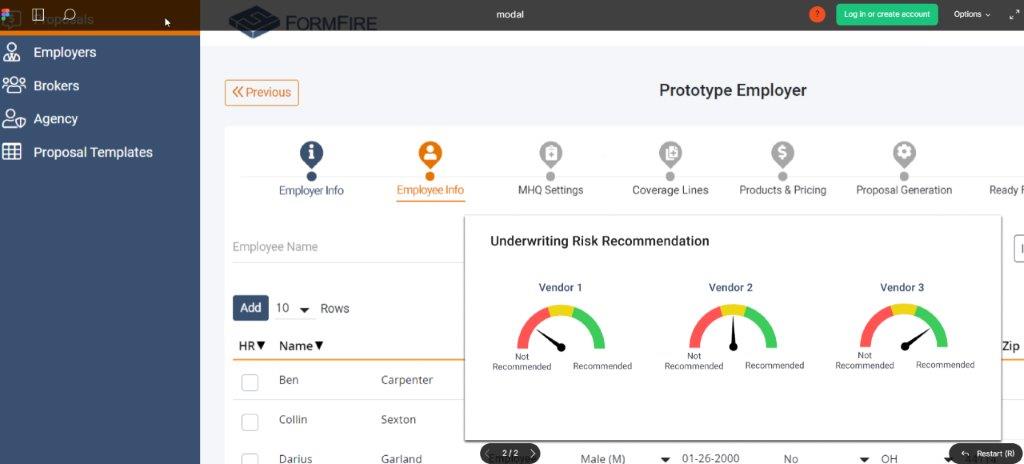 Proposals
modal
?
Log in or create account
Options
FORMFIRE
Employers
Brokers
Agency
Proposal Templates
Previous
Prototype Employer
Employer Info
Employee Info
MHQ Settings
Coverage Lines
Products & Pricing
Proposal Generation
Ready
Underwriting Risk Recommendation
Employee Name
Vendor 1
Vendor 2
Vendor 3
Add
10
Rows
Not
Recommended
Recommended
Not
Recommended
Recommended
Not
Recommended
Recommended
HR▼
Name▼
Zip
Ben
Carpenter
Collin
Sexton
Darius
Garland
Employee
Male (M)
01-26-2000
No
OH
2 / 2
Restart (R)